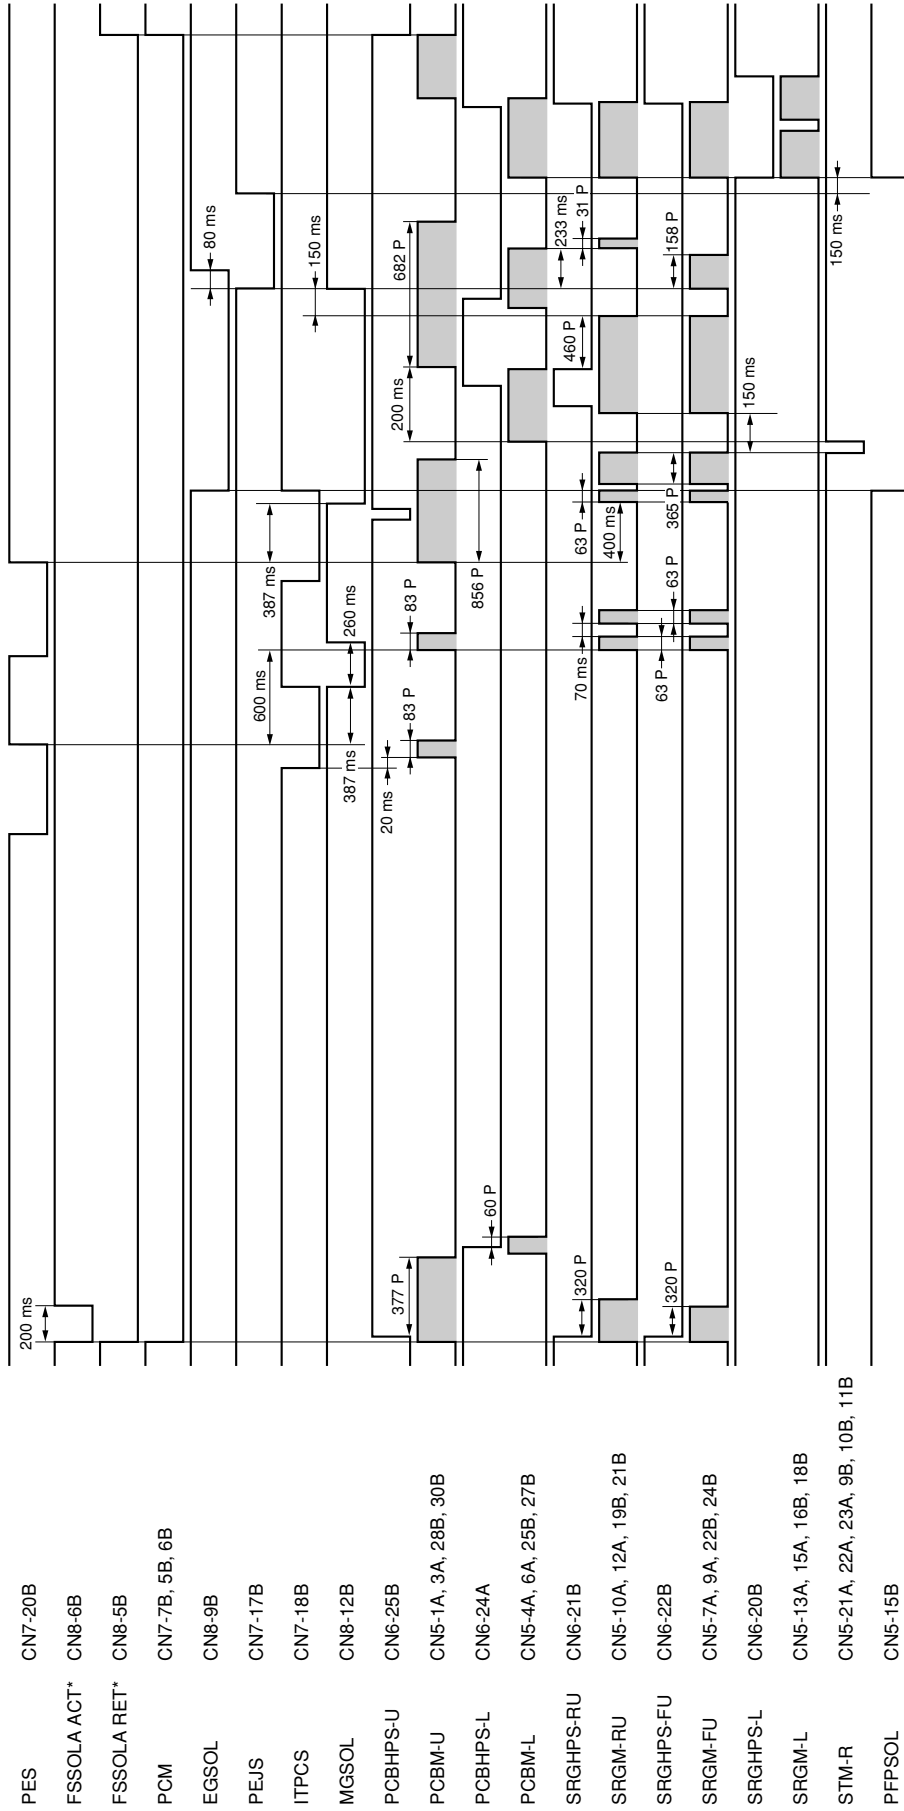 PES CN7-20B
FSSOLA ACT* CN8-6B
FSSOLA RET* CN8-5B
PCM CN7-7B, 5B, 6B
EGSOL CN8-9B
PEJS CN7-17B
ITPCS CN7-18B
MGSOL CN8-12B
PCBHPS-U CN6-25B
PCBM-U CN5-1A, 3A, 28B, 30B
PCBHPS-L CN6-24A
PCBM-L CN5-4A, 6A, 25B, 27B
SRGHPS-RU CN6-21B
SRGM-RU CN5-10A, 12A, 19B, 21B
SRGHPS-FU CN6-22B
SRGM-FU CN5-7A, 9A, 22B, 24B
SRGHPS-L CN6-20B
SRGM-L CN5-13A, 15A, 16B, 18B
STM-R CN5-21A, 22A, 23A, 9B, 10B, 11B
PFPSOL CN5-15B
200 ms
80 ms
600 ms
387 ms
150 ms
387 ms
260 ms
20 ms
377 P
83 P
83 P
200 ms
682 P
60 P
856 P
233 ms
320 P
70 ms
63 P
460 P
31 P
400 ms
320 P
63 P
63 P
365 P
158 P
150 ms
150 ms